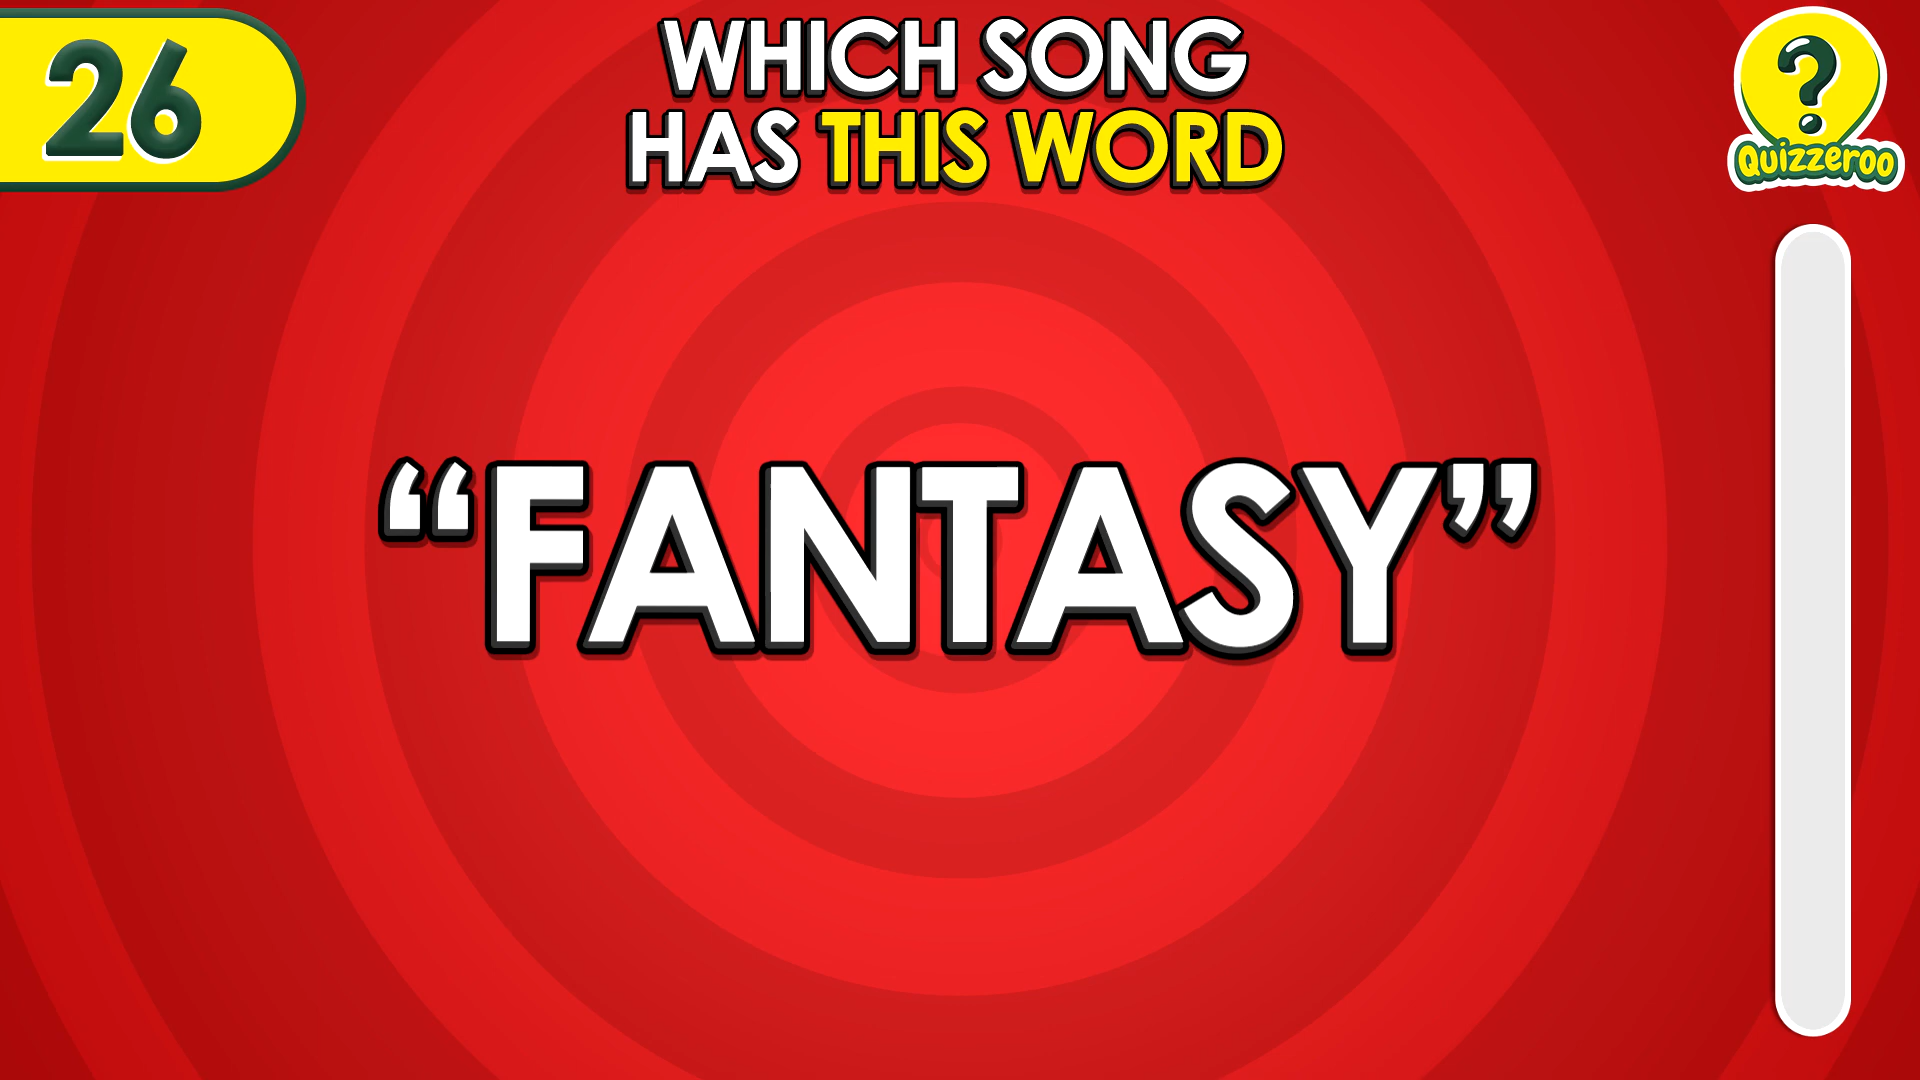 26
WHICH SONG
HAS THIS WORD
?
Quizzeroo
“FANTASY”